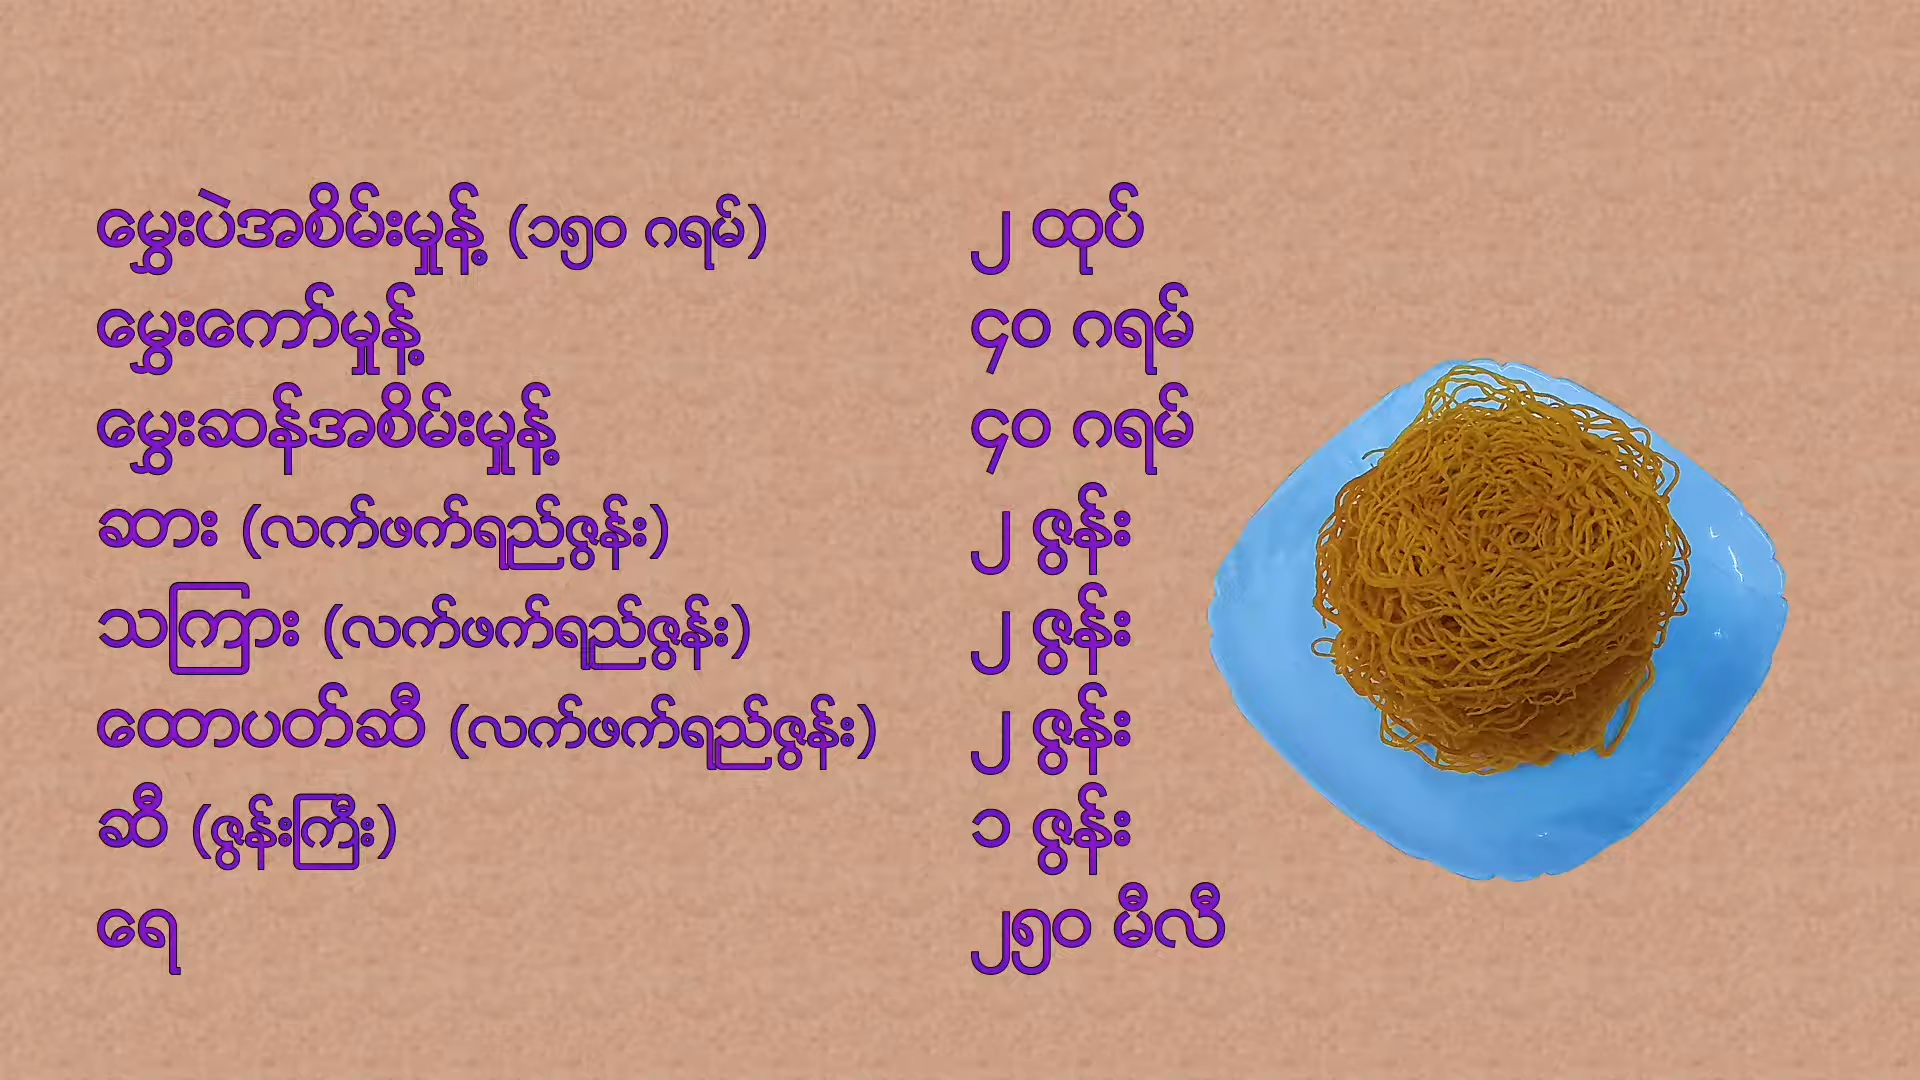 မွှေးပဲအစိမ်းမှုန့် (၁၅၀ ဂရမ်) ၂ ထုပ်
မွှေးကော်မှုန့် ၄၀ ဂရမ်
မွှေးဆန်အစိမ်းမှုန့် ၄၀ ဂရမ်
ဆား (လက်ဖက်ရည်ဇွန်း) ၂ ဇွန်း
သကြား (လက်ဖက်ရည်ဇွန်း) ၂ ဇွန်း
ထောပတ်ဆီ (လက်ဖက်ရည်ဇွန်း) ၂ ဇွန်း
ဆီ (ဇွန်းကြီး) ၁ ဇွန်း
ရေ ၂၅၀ မီလီ